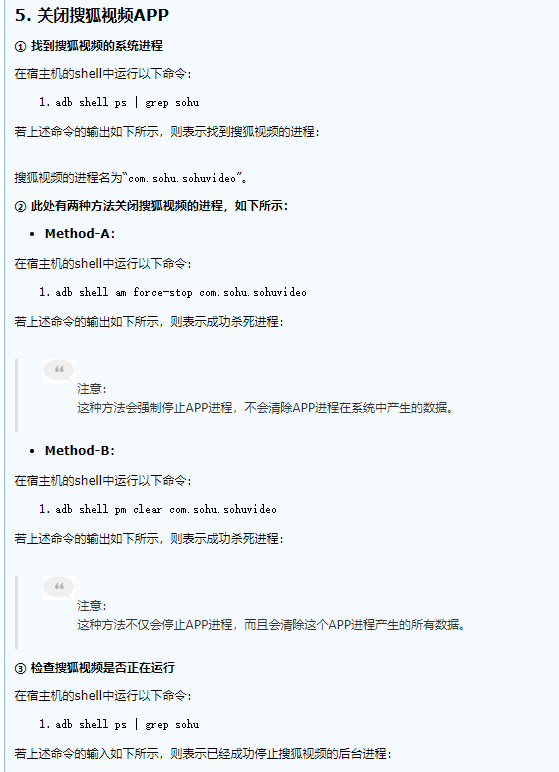 5. 关闭搜狐视频APP
① 找到搜狐视频的系统进程
在宿主机的shell中运行以下命令：
1. adb shell ps | grep sohu
若上述命令的输出如下所示，则表示找到搜狐视频的进程：
搜狐视频的进程名为“com.sohu.sohuvideo”。
② 此处有两种方法关闭搜狐视频的进程，如下所示：
• Method-A：
在宿主机的shell中运行以下命令：
1. adb shell am force-stop com.sohu.sohuvideo
若上述命令的输出如下所示，则表示成功杀死进程：
注意：
这种方法会强制停止APP进程，不会清除APP进程在系统中产生的数据。
• Method-B：
在宿主机的shell中运行以下命令：
1. adb shell pm clear com.sohu.sohuvideo
若上述命令的输出如下所示，则表示成功杀死进程：
注意：
这种方法不仅会停止APP进程，而且会清除这个APP进程产生的所有数据。
③ 检查搜狐视频是否正在运行
在宿主机的shell中运行以下命令：
1. adb shell ps | grep sohu
若上述命令的输入如下所示，则表示已经成功停止搜狐视频的后台进程：